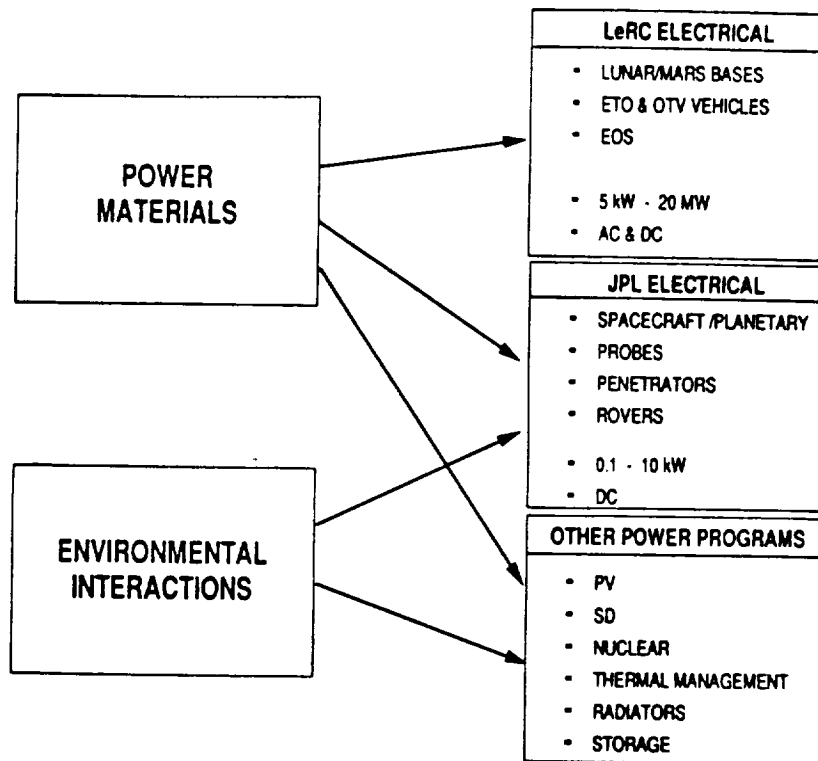 POWER
MATERIALS
ENVIRONMENTAL
INTERACTIONS
LeRC ELECTRICAL
- LUNAR/MARS BASES
- ETO & OTV VEHICLES
- EOS
- 5 kW - 20 MW
- AC & DC
JPL ELECTRICAL
- SPACECRAFT /PLANETARY
- PROBES
- PENETRATORS
- ROVERS
- 0.1 - 10 kW
- DC
OTHER POWER PROGRAMS
- PV
- SD
- NUCLEAR
- THERMAL MANAGEMENT
- RADIATORS
- STORAGE